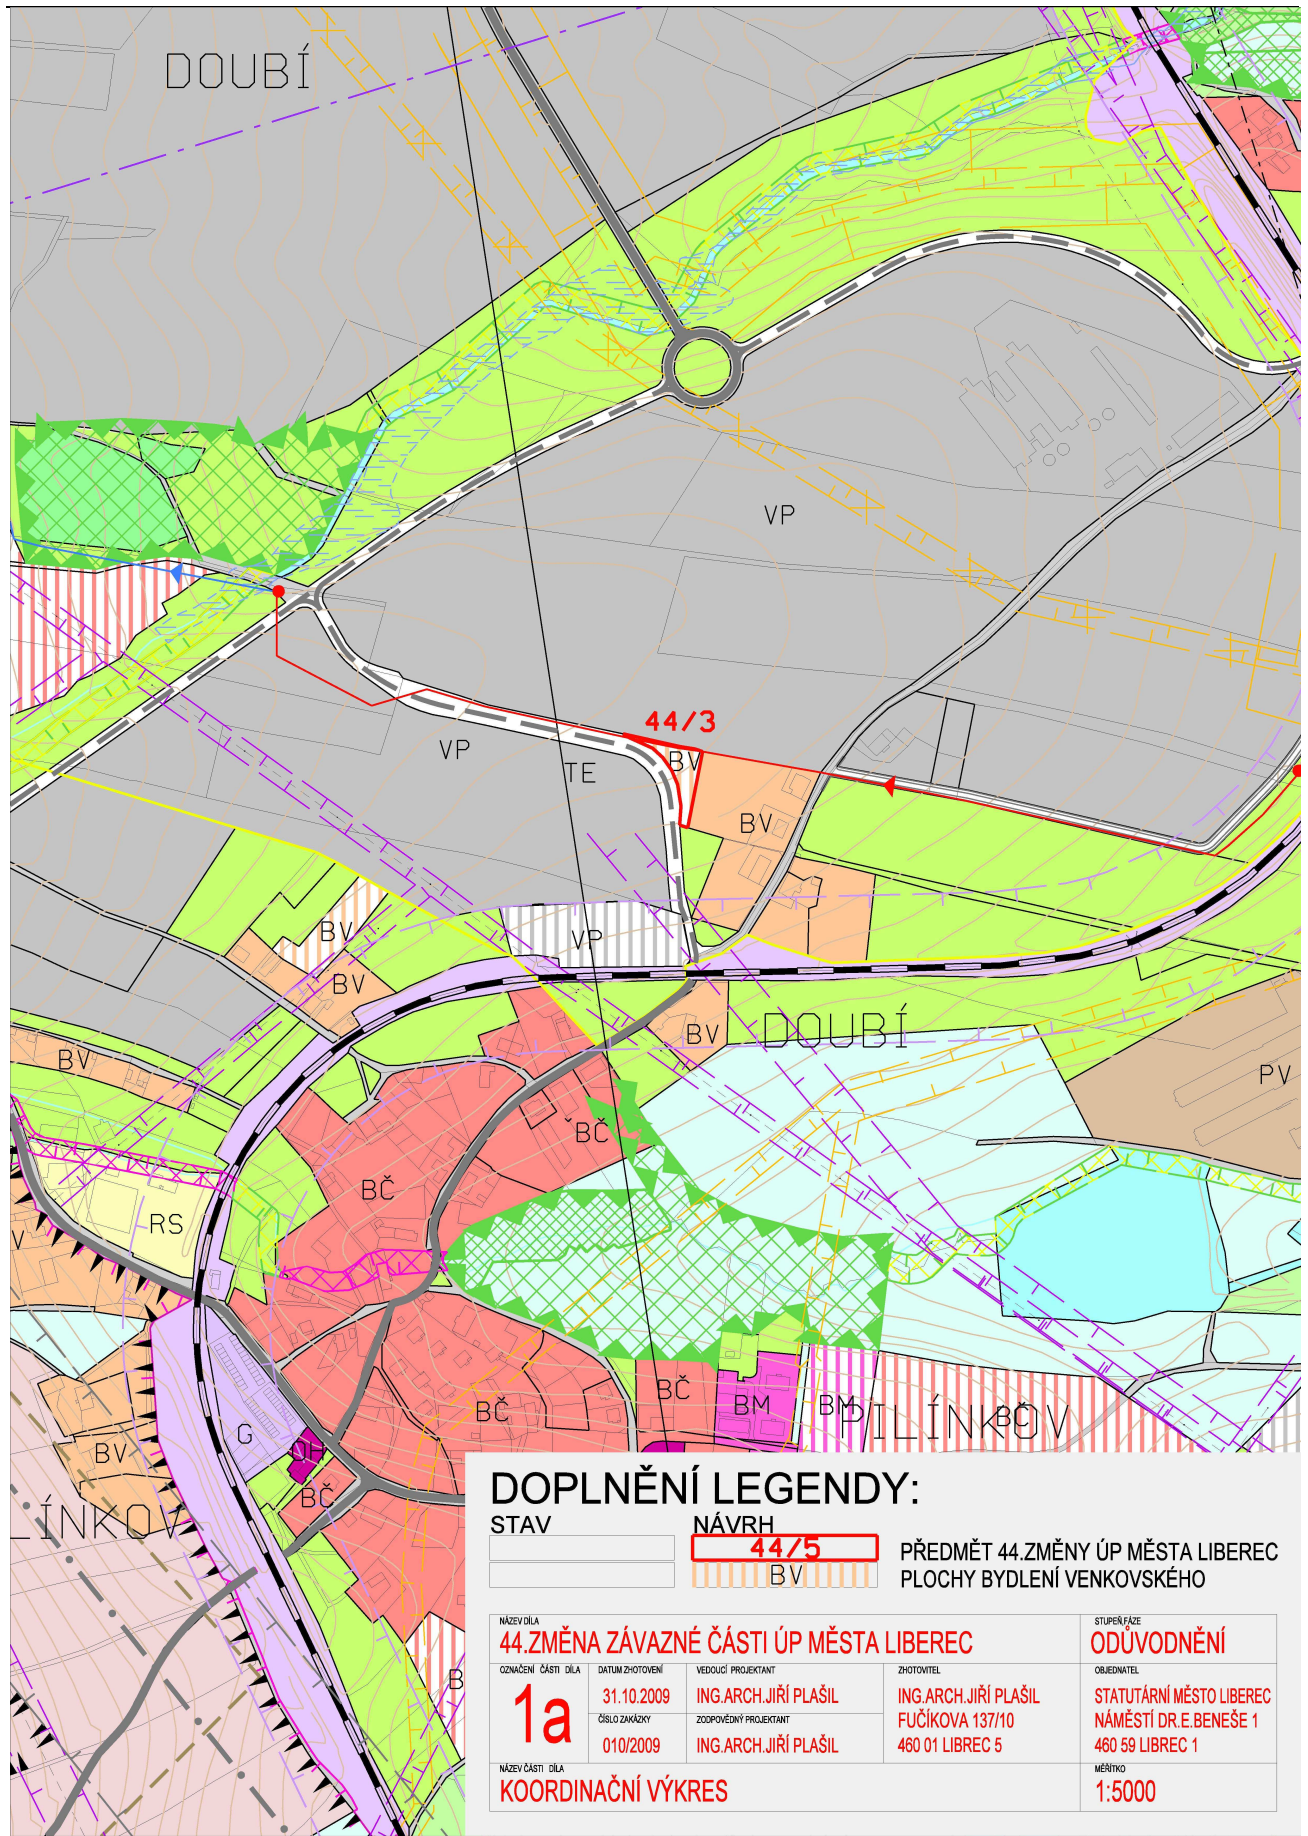 DOUBÍ
VP
44/3
BV
VP
TE
BV
BV
VP
BV
BV
DOUBÍ
BV
PV
BČ
BČ
RS
V
BČ
BM
BM
PILÍNKOV
BČ
BČ
G
OH
BV
BČ
LÍNKOV
B
DOPLNĚNÍ LEGENDY:
STAV NÁVRH
44/5 PŘEDMĚT 44.ZMĚNY ÚP MĚSTA LIBEREC
BV PLOCHY BYDLENÍ VENKOVSKÉHO
NÁZEV DÍLA
44.ZMĚNA ZÁVAZNÉ ČÁSTI ÚP MĚSTA LIBEREC
STUPEŇ,FÁZE
ODŮVODNĚNÍ
OZNAČENÍ ČÁSTI DÍLA
1a
DATUM ZHOTOVENÍ
31.10.2009
ČÍSLO ZAKÁZKY
010/2009
VEDOUCÍ PROJEKTANT
ING.ARCH.JIŘÍ PLAŠIL
ZODPOVĚDNÝ PROJEKTANT
ING.ARCH.JIŘÍ PLAŠIL
ZHOTOVITEL
ING.ARCH.JIŘÍ PLAŠIL
FUČÍKOVA 137/10
460 01 LIBREC 5
OBJEDNATEL
STATUTÁRNÍ MĚSTO LIBEREC
NÁMĚSTÍ DR.E.BENEŠE 1
460 59 LIBREC 1
NÁZEV ČÁSTI DÍLA
KOORDINAČNÍ VÝKRES
MĚŘÍTKO
1:5000